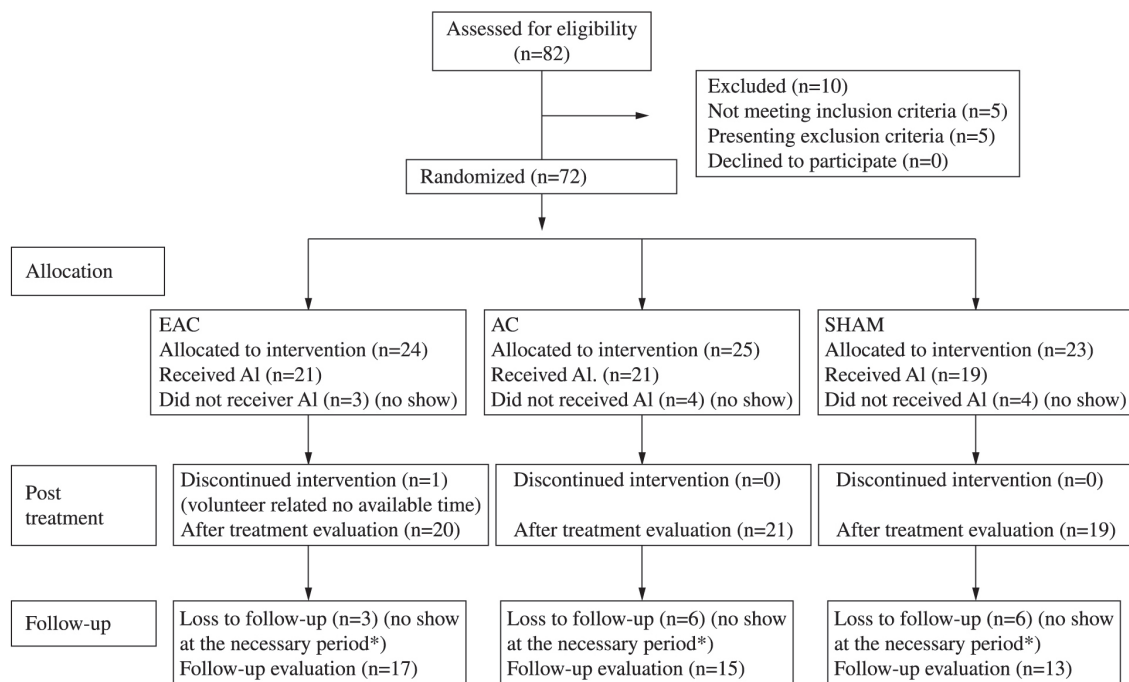 Assessed for eligibility
(n=82)
Excluded (n=10)
Not meeting inclusion criteria (n=5)
Presenting exclusion criteria (n=5)
Declined to participate (n=0)
Randomized (n=72)
Allocation
EAC
Allocated to intervention (n=24)
Received Al (n=21)
Did not receiver Al (n=3) (no show)
AC
Allocated to intervention (n=25)
Received Al. (n=21)
Did not received Al (n=4) (no show)
SHAM
Allocated to intervention (n=23)
Received Al (n=19)
Did not received Al (n=4) (no show)
Post
treatment
Discontinued intervention (n=1)
(volunteer related no available time)
After treatment evaluation (n=20)
Discontinued intervention (n=0)
After treatment evaluation (n=21)
Discontinued intervention (n=0)
After treatment evaluation (n=19)
Follow-up
Loss to follow-up (n=3) (no show
at the necessary period*)
Follow-up evaluation (n=17)
Loss to follow-up (n=6) (no show
at the necessary period*)
Follow-up evaluation (n=15)
Loss to follow-up (n=6) (no show
at the necessary period*)
Follow-up evaluation (n=13)